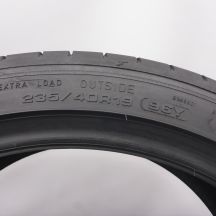 EXTRA LOAD OUTSIDE
235/40R19 (96Y)